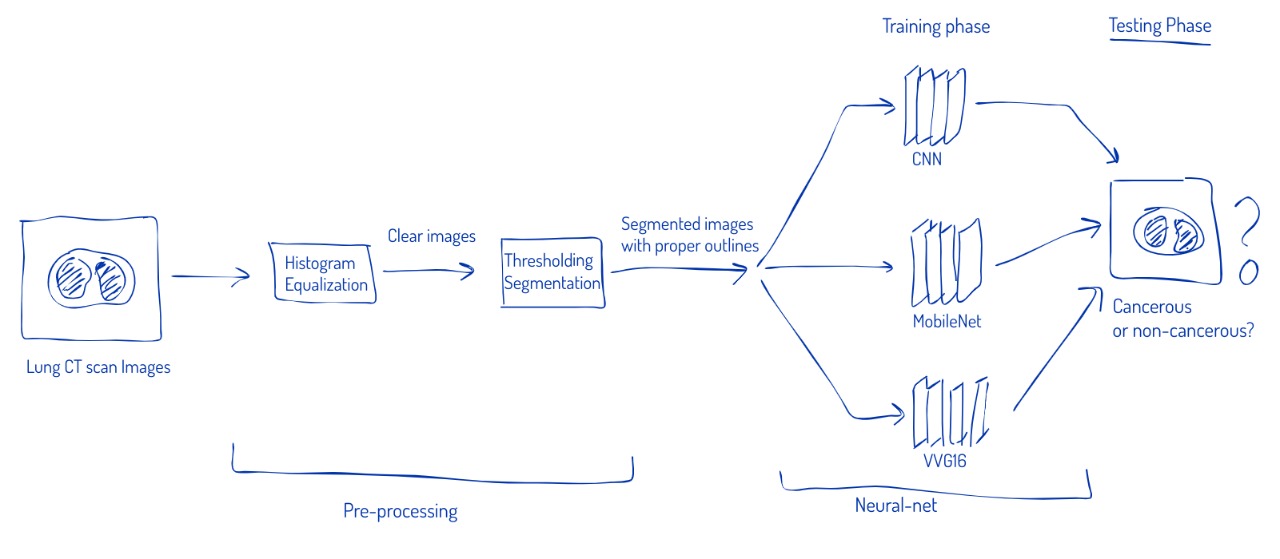 Training phase
Testing Phase
CNN
Segmented images
with proper outlines
Clear images
Histogram
Equalization
Thresholding
Segmentation
MobileNet
Cancerous
or non-cancerous?
?
Lung CT scan Images
VVG16
Pre-processing
Neural-net